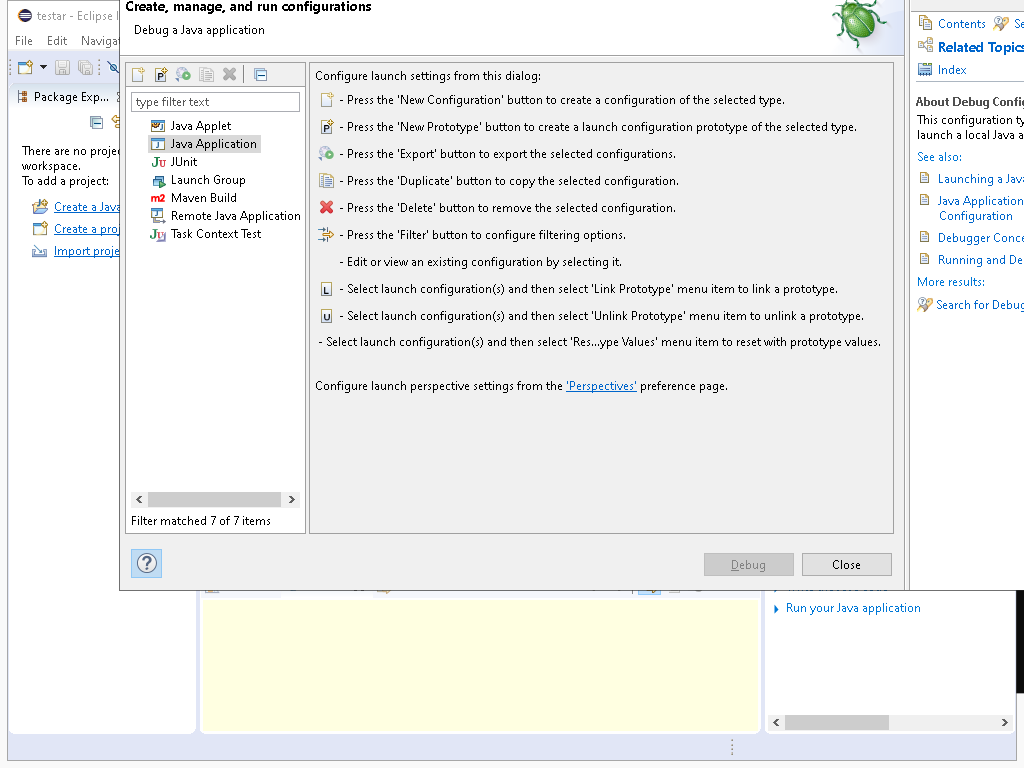 testar - Eclipse I
File Edit Navigat
Package Exp...
There are no proje
workspace.
To add a project:
Create a Java
Create a proj
Import proje
Create, manage, and run configurations
Debug a Java application
type filter text
Java Applet
Java Application
JUnit
Launch Group
m2 Maven Build
Remote Java Application
Task Context Test
Filter matched 7 of 7 items
Configure launch settings from this dialog:
- Press the 'New Configuration' button to create a configuration of the selected type.
- Press the 'New Prototype' button to create a launch configuration prototype of the selected type.
- Press the 'Export' button to export the selected configurations.
- Press the 'Duplicate' button to copy the selected configuration.
- Press the 'Delete' button to remove the selected configuration.
- Press the 'Filter' button to configure filtering options.
- Edit or view an existing configuration by selecting it.
L - Select launch configuration(s) and then select 'Link Prototype' menu item to link a prototype.
U - Select launch configuration(s) and then select 'Unlink Prototype' menu item to unlink a prototype.
- Select launch configuration(s) and then select 'Res...ype Values' menu item to reset with prototype values.
Configure launch perspective settings from the 'Perspectives' preference page.
Debug
Close
Contents Se
Related Topics
Index
About Debug Config
This configuration ty
launch a local Java a
See also:
Launching a Java
Java Application
Configuration
Debugger Conce
Running and De
More results:
Search for Debug
Run your Java application